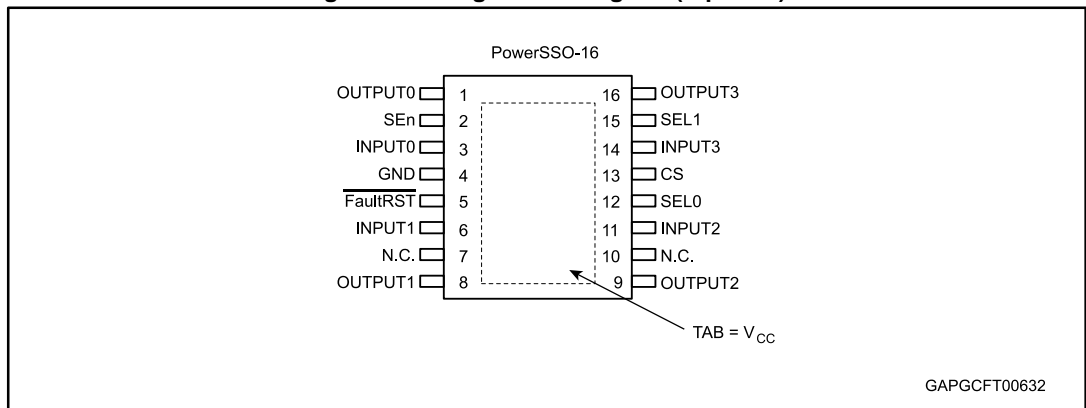 PowerSSO-16
OUTPUT0 1 16 OUTPUT3
SEn 2 15 SEL1
INPUT0 3 14 INPUT3
GND 4 13 CS
FaultRST 5 12 SEL0
INPUT1 6 11 INPUT2
N.C. 7 10 N.C.
OUTPUT1 8 9 OUTPUT2
TAB = VCC
GAPGCFT00632